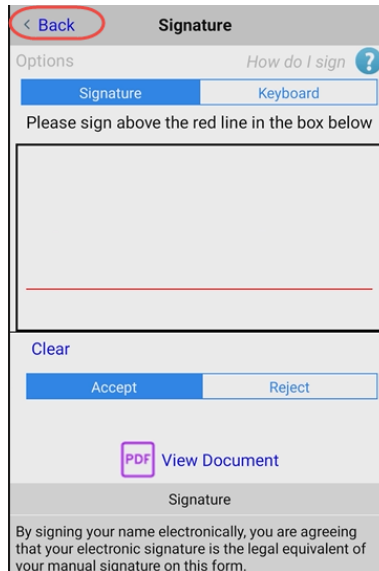 < Back Signature
Options How do I sign ?
Signature Keyboard
Please sign above the red line in the box below
Clear
Accept Reject
PDF View Document
Signature
By signing your name electronically, you are agreeing
that your electronic signature is the legal equivalent of
your manual signature on this form.